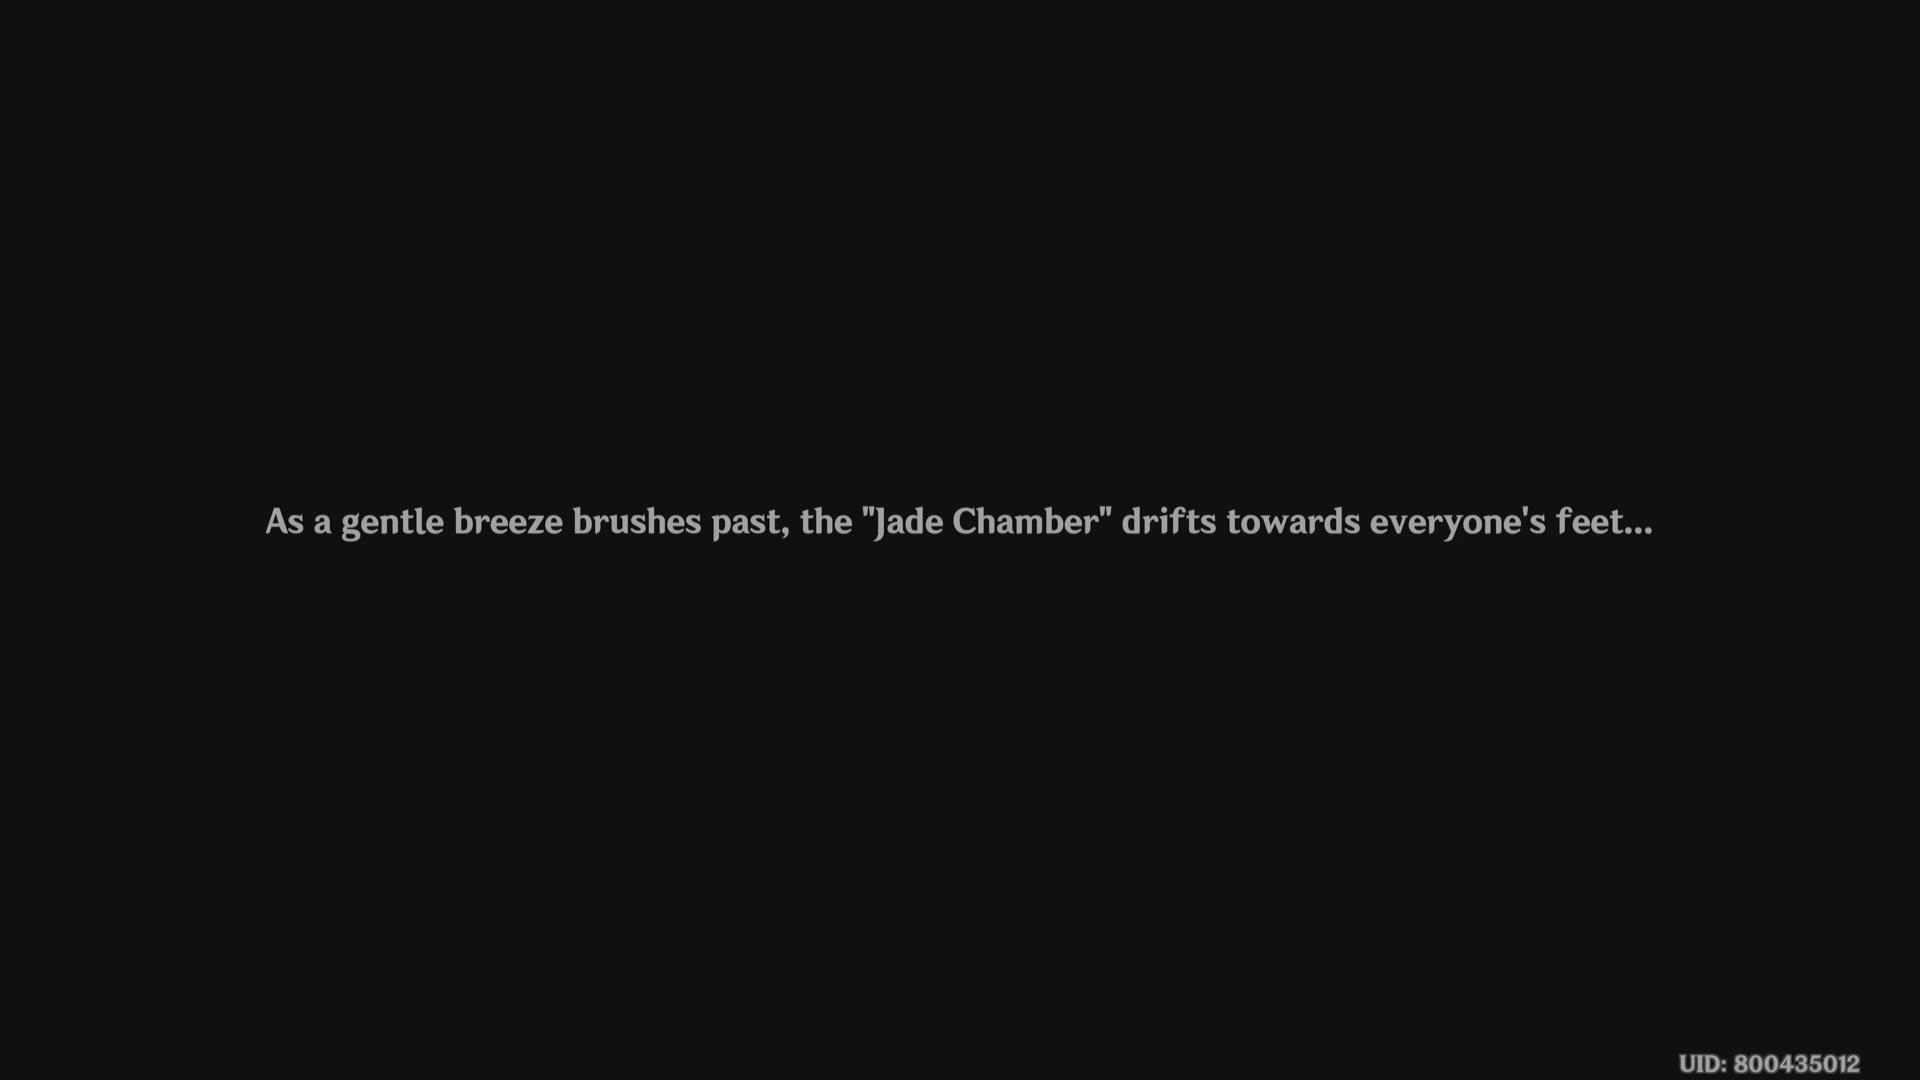 As a gentle breeze brushes past, the "Jade Chamber" drifts towards everyone's feet...
UID: 800435012